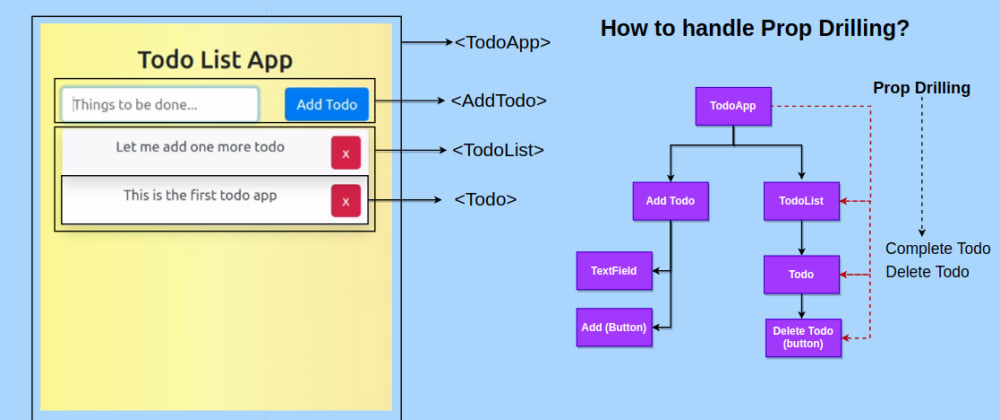 Todo List App
Things to be done...
Add Todo
Let me add one more todo
x
This is the first todo app
x
<TodoApp>
<AddTodo>
<TodoList>
<Todo>
How to handle Prop Drilling?
TodoApp
Add Todo
TodoList
TextField
Todo
Add (Button)
Delete Todo
(button)
Prop Drilling
Complete Todo
Delete Todo